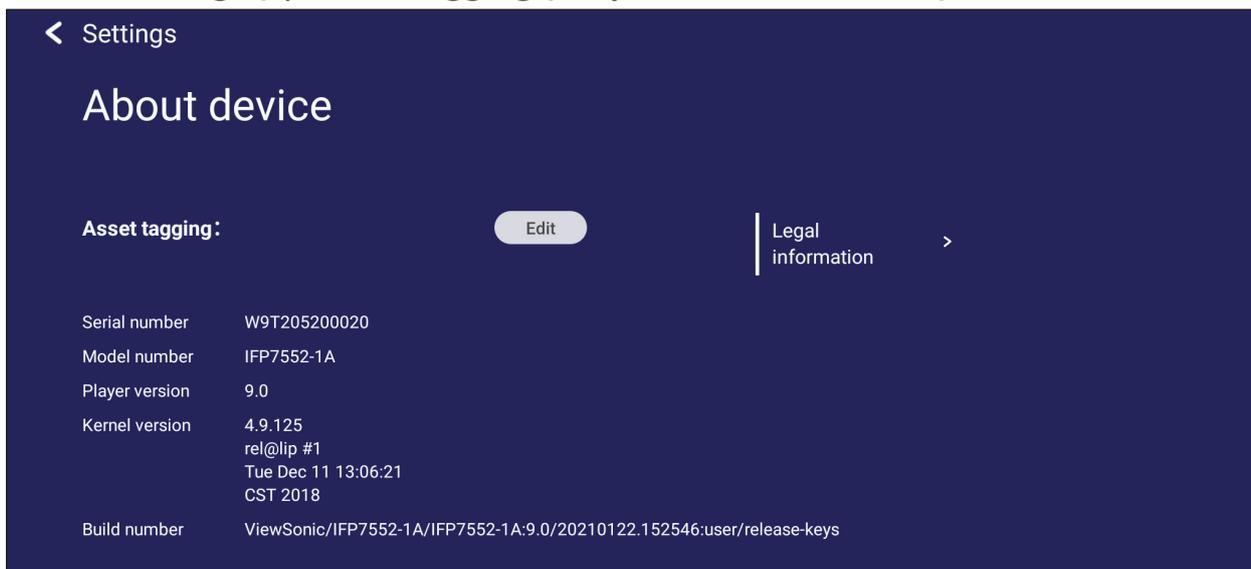 Settings
About device
Asset tagging:
Edit
Legal
information
Serial number W9T205200020
Model number IFP7552-1A
Player version 9.0
Kernel version 4.9.125
rel@lip #1
Tue Dec 11 13:06:21
CST 2018
Build number ViewSonic/IFP7552-1A/IFP7552-1A:9.0/20210122.152546:user/release-keys